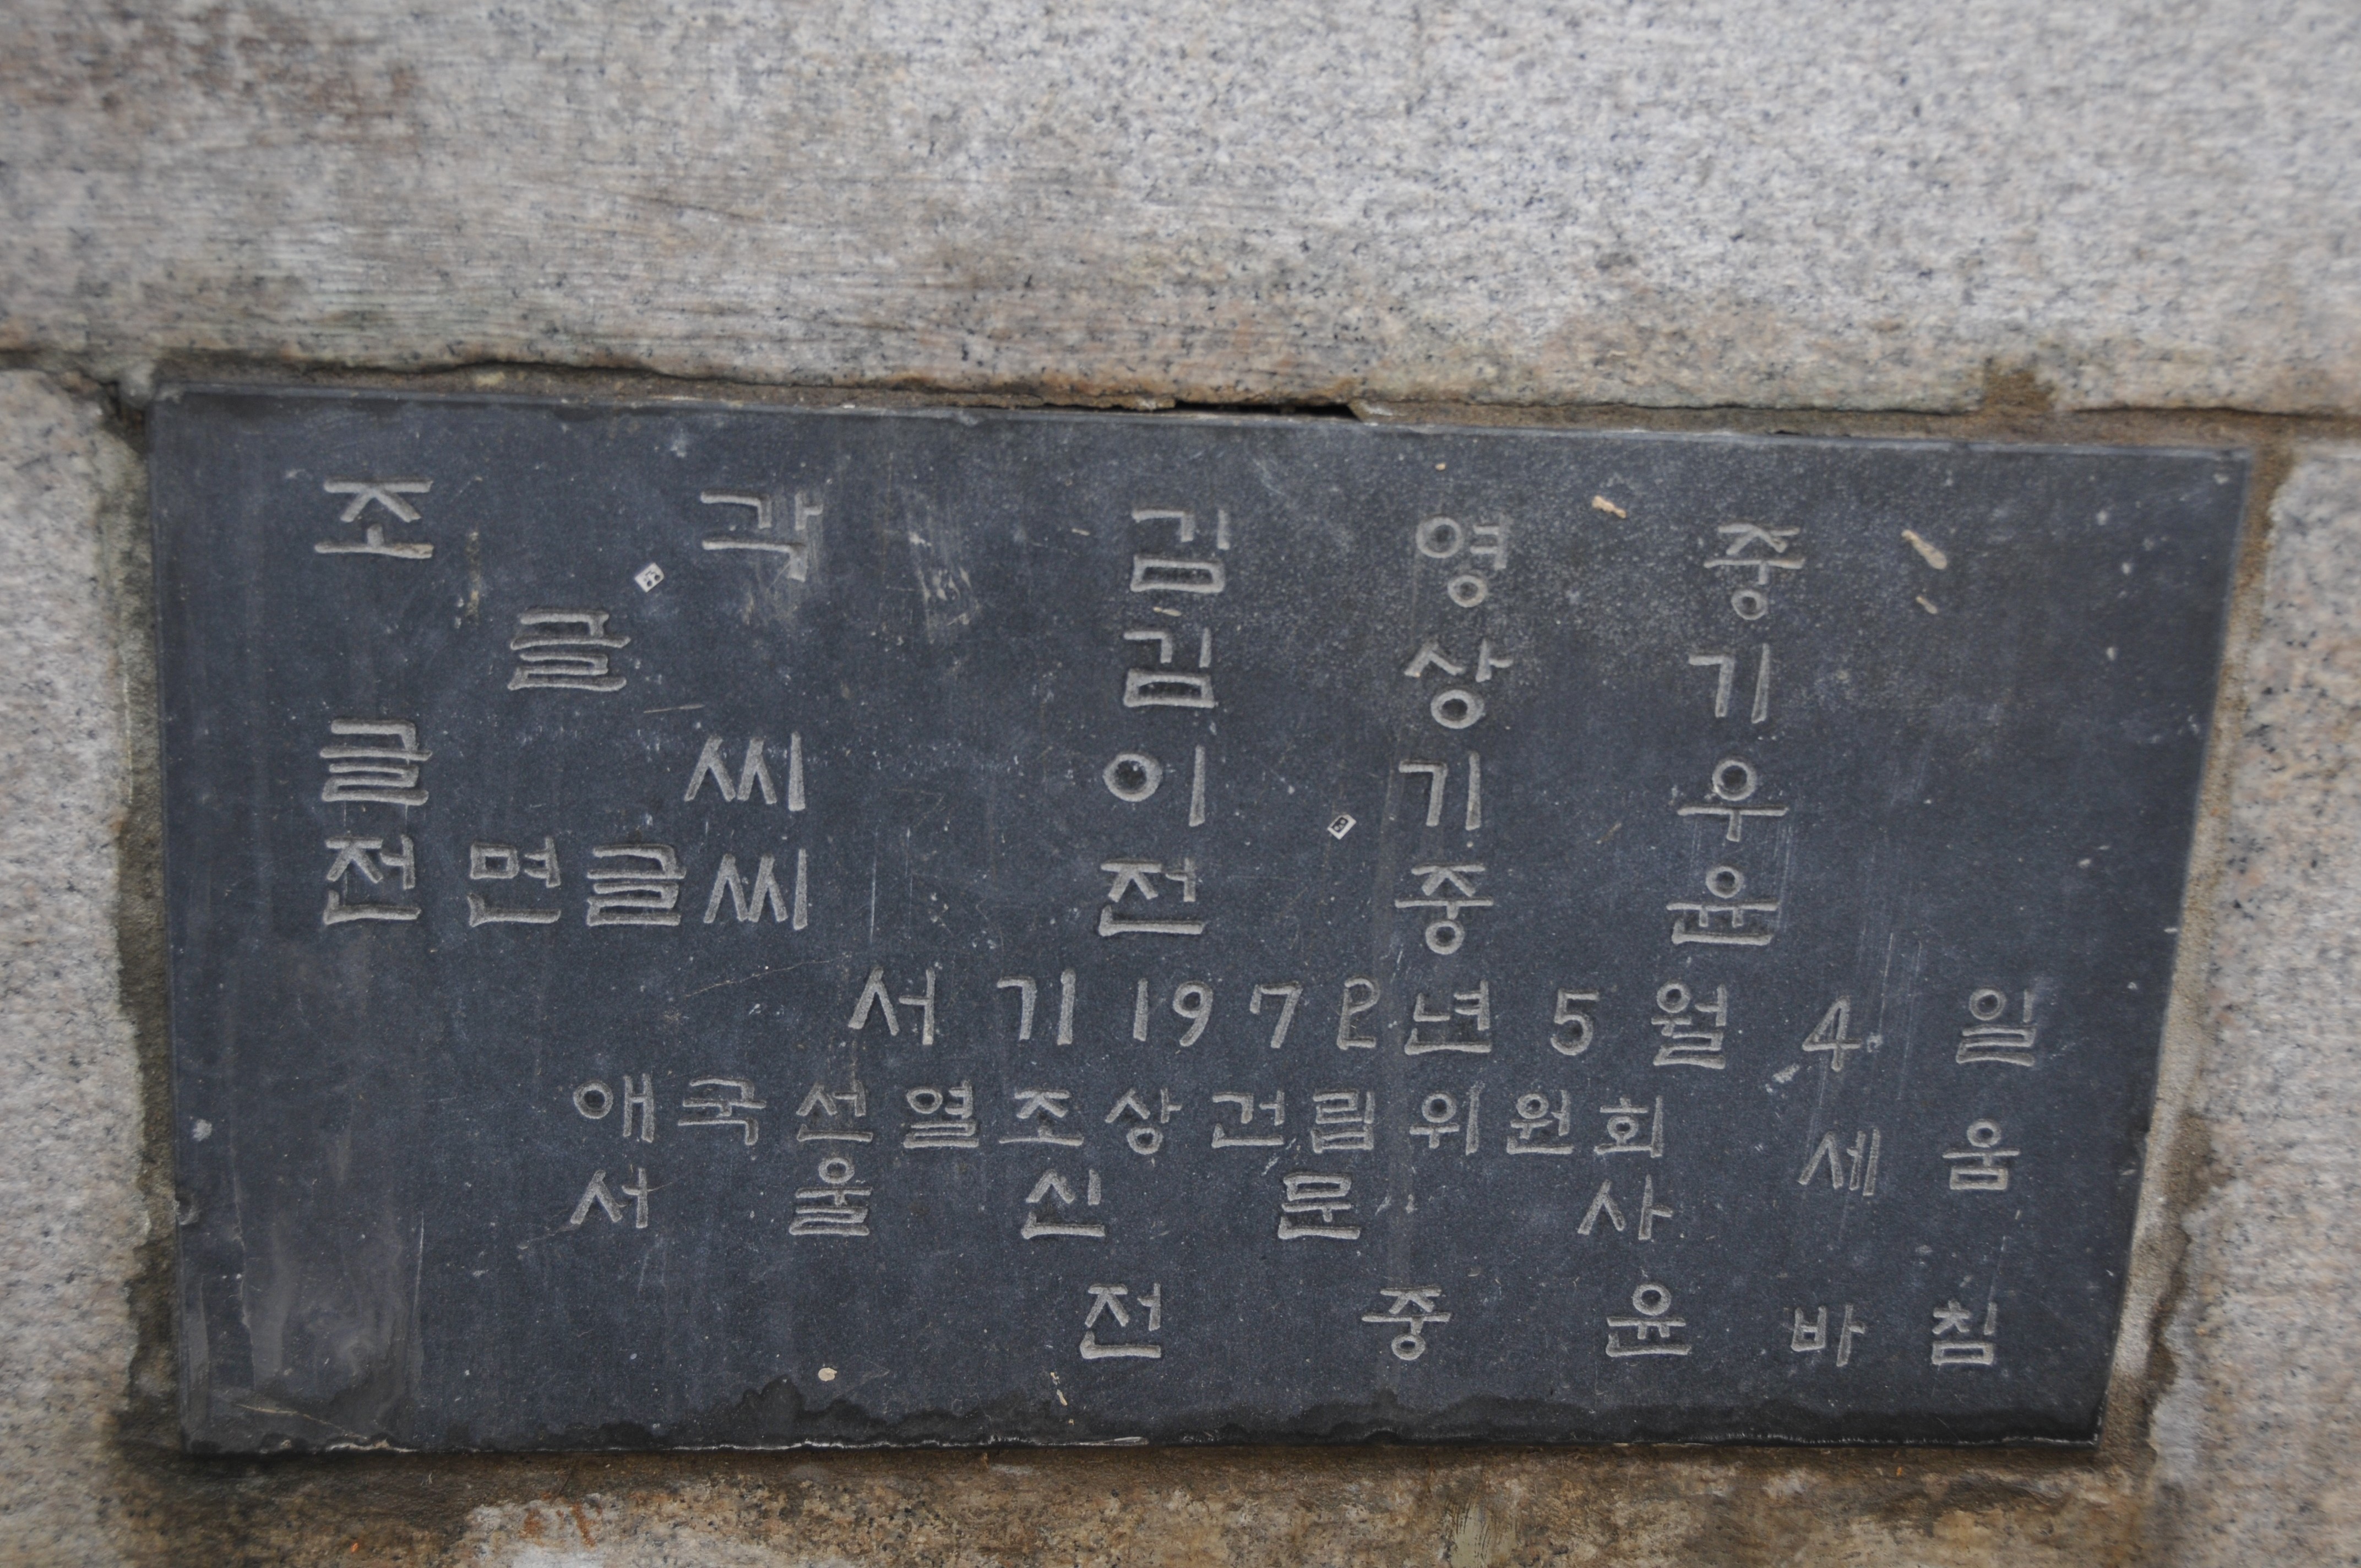 조 각 김 영 중
글 김 상 기
글 씨 이 기 우
전면글씨 전 중 윤
서기 1972년 5월 4일
애국선열조상건립위원회
서울신문사 세움
전중윤 바침